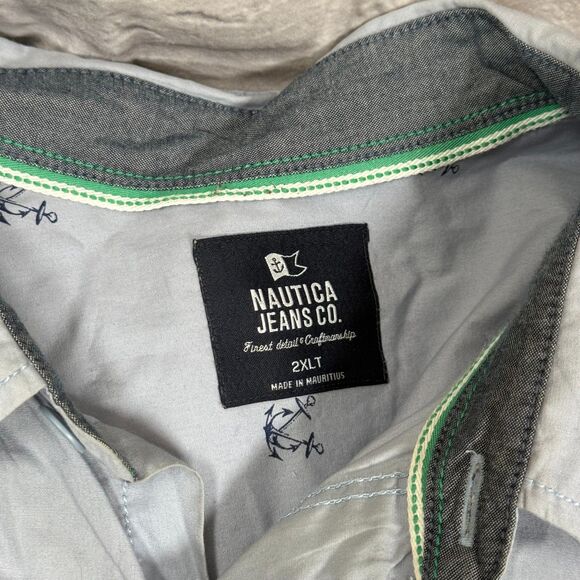 NAUTICA
JEANS CO.
Finest detail & Craftmanship
2XLT
MADE IN MAURITIUS